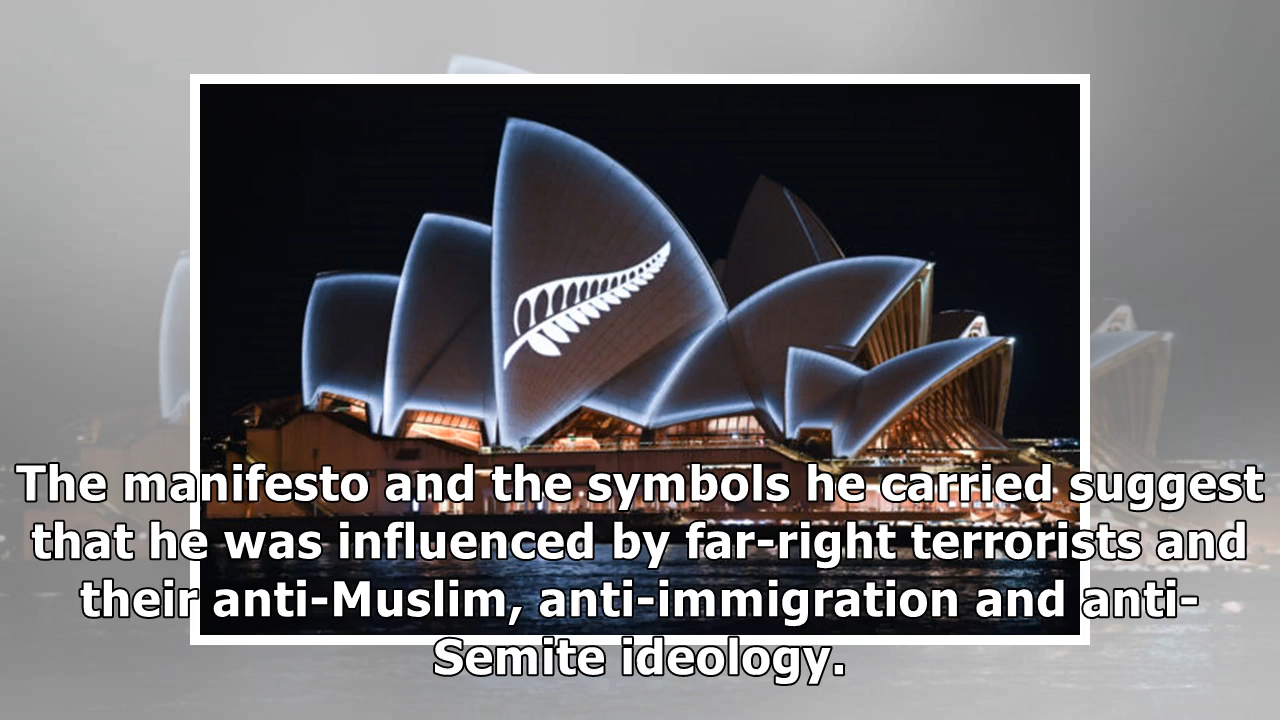 The manifesto and the symbols he carried suggest
that he was influenced by far-right terrorists and
their anti-Muslim, anti-immigration and anti-
Semite ideology.